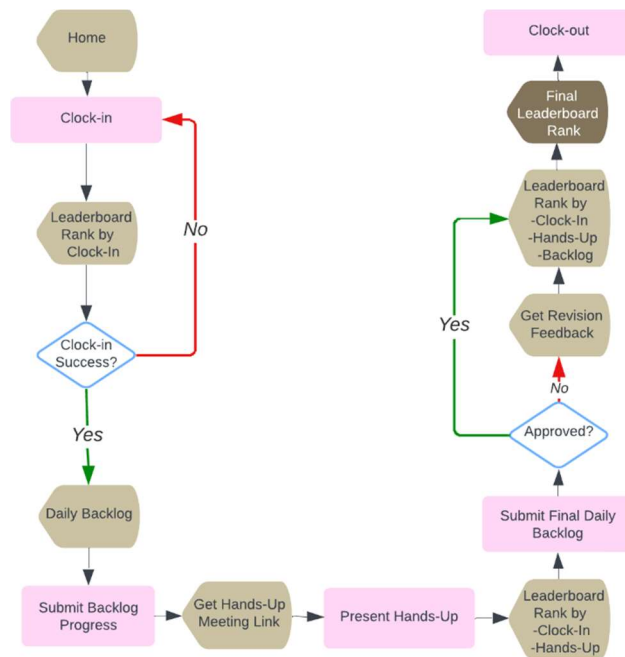 Home
Clock-in
Leaderboard
Rank by
Clock-In
No
Clock-in
Success?
Yes
Daily Backlog
Submit Backlog
Progress
Get Hands-Up
Meeting Link
Present Hands-Up
Leaderboard
Rank by
-Clock-In
-Hands-Up
Submit Final Daily
Backlog
Approved?
No
Yes
Get Revision
Feedback
Leaderboard
Rank by
-Clock-In
-Hands-Up
-Backlog
Final
Leaderboard
Rank
Clock-out